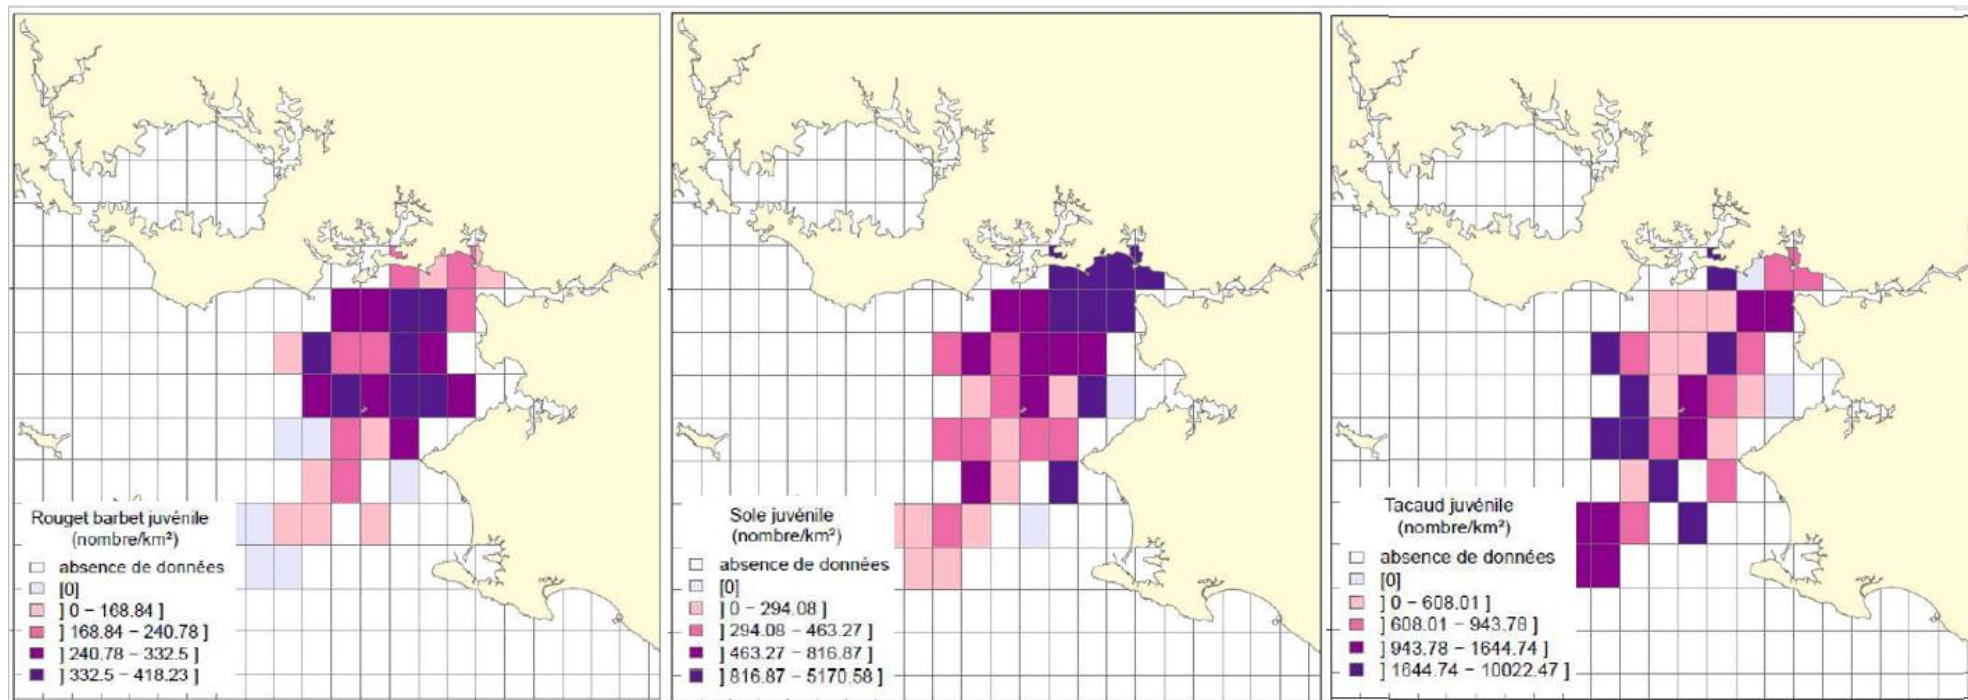 Rouget barbet juvénile
(nombre/km²)
absence de données
[0]
] 0 – 168.84 ]
] 168.84 – 240.78 ]
] 240.78 – 332.5 ]
] 332.5 – 418.23 ]
Sole juvénile
(nombre/km²)
absence de données
[0]
] 0 – 294.08 ]
] 294.08 – 463.27 ]
] 463.27 – 816.87 ]
] 816.87 – 5170.58 ]
Tacaud juvénile
(nombre/km²)
absence de données
[0]
] 0 – 608.01 ]
] 608.01 – 943.78 ]
] 943.78 – 1644.74 ]
] 1644.74 – 10022.47 ]